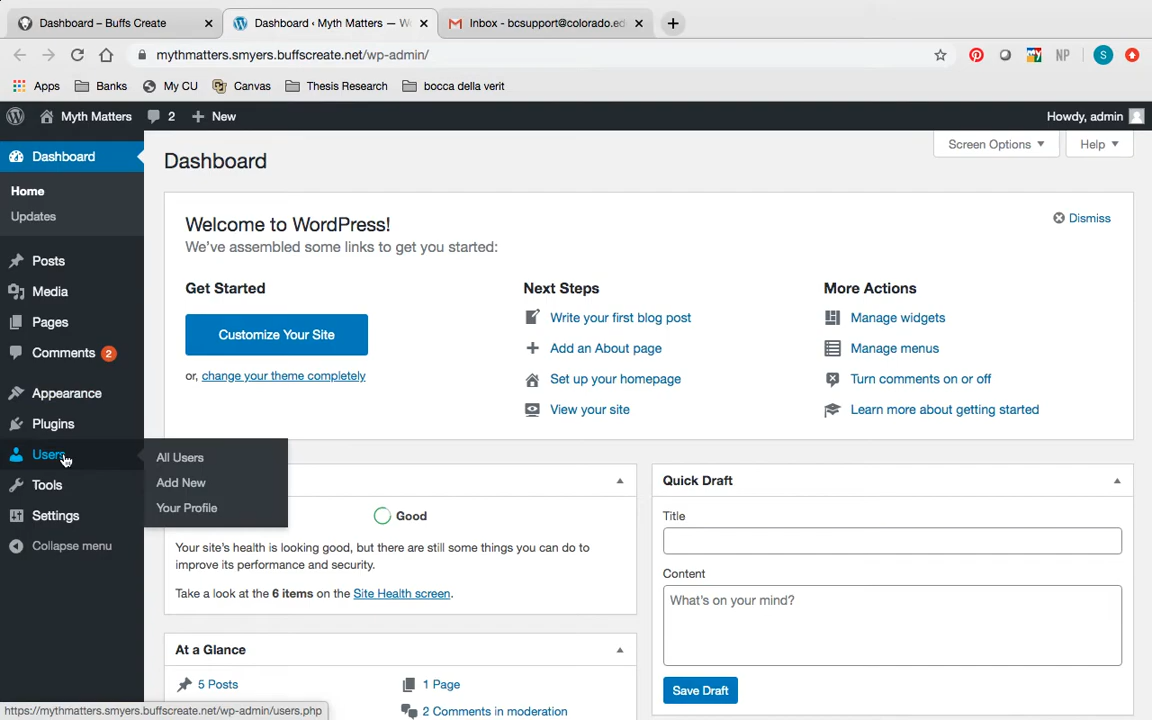 Dashboard – Buffs Create
Dashboard ‹ Myth Matters — W
Inbox - bcsupport@colorado.ed
mythmatters.smyers.buffscreate.net/wp-admin/
NP
S
Apps
Banks
My CU
Canvas
Thesis Research
bocca della verit
Myth Matters
2
New
Howdy, admin
Dashboard
Home
Updates
Posts
Media
Pages
Comments 2
Appearance
Plugins
Users
Tools
Settings
Collapse menu
All Users
Add New
Your Profile
Dashboard
Screen Options
Help
Welcome to WordPress!
We've assembled some links to get you started:
Dismiss
Get Started
Customize Your Site
or, change your theme completely
Next Steps
Write your first blog post
Add an About page
Set up your homepage
View your site
More Actions
Manage widgets
Manage menus
Turn comments on or off
Learn more about getting started
Good
Your site's health is looking good, but there are still some things you can do to
improve its performance and security.
Take a look at the 6 items on the Site Health screen.
At a Glance
5 Posts
1 Page
2 Comments in moderation
Quick Draft
Title
Content
What's on your mind?
Save Draft
https://mythmatters.smyers.buffscreate.net/wp-admin/users.php